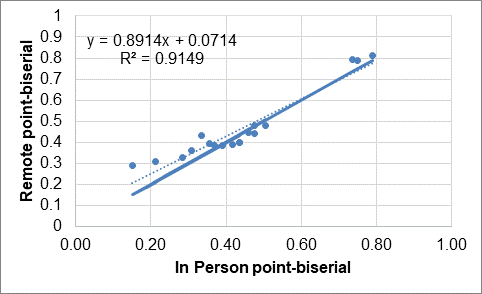 1
y = 0.8914x + 0.0714
0.9
R² = 0.9149
0.8
0.7
0.6
0.5
0.4
0.3
0.2
0.1
0
Remote point-biserial
0.00 0.20 0.40 0.60 0.80 1.00
In Person point-biserial